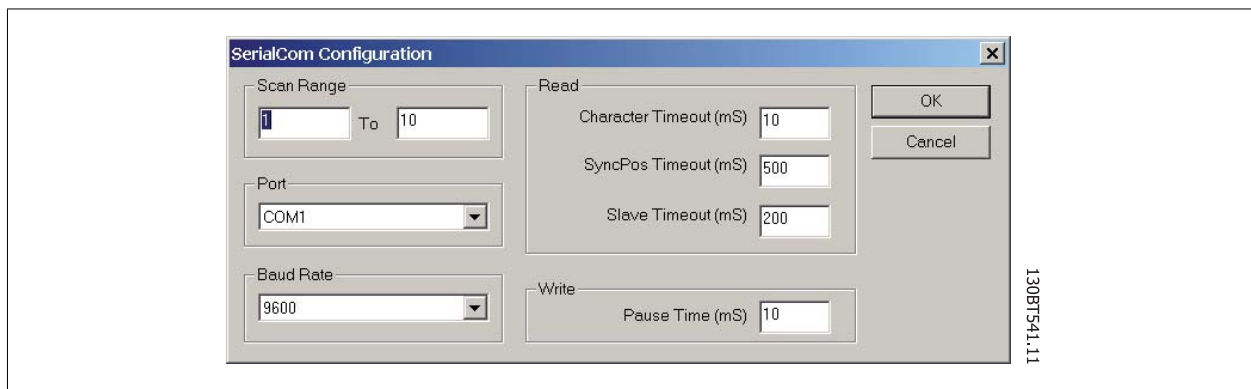 SerialCom Configuration
Scan Range
1 To 10
Port
COM1
Baud Rate
9600
Read
Character Timeout (mS) 10
SyncPos Timeout (mS) 500
Slave Timeout (mS) 200
Write
Pause Time (mS) 10
OK
Cancel
130BT541.11